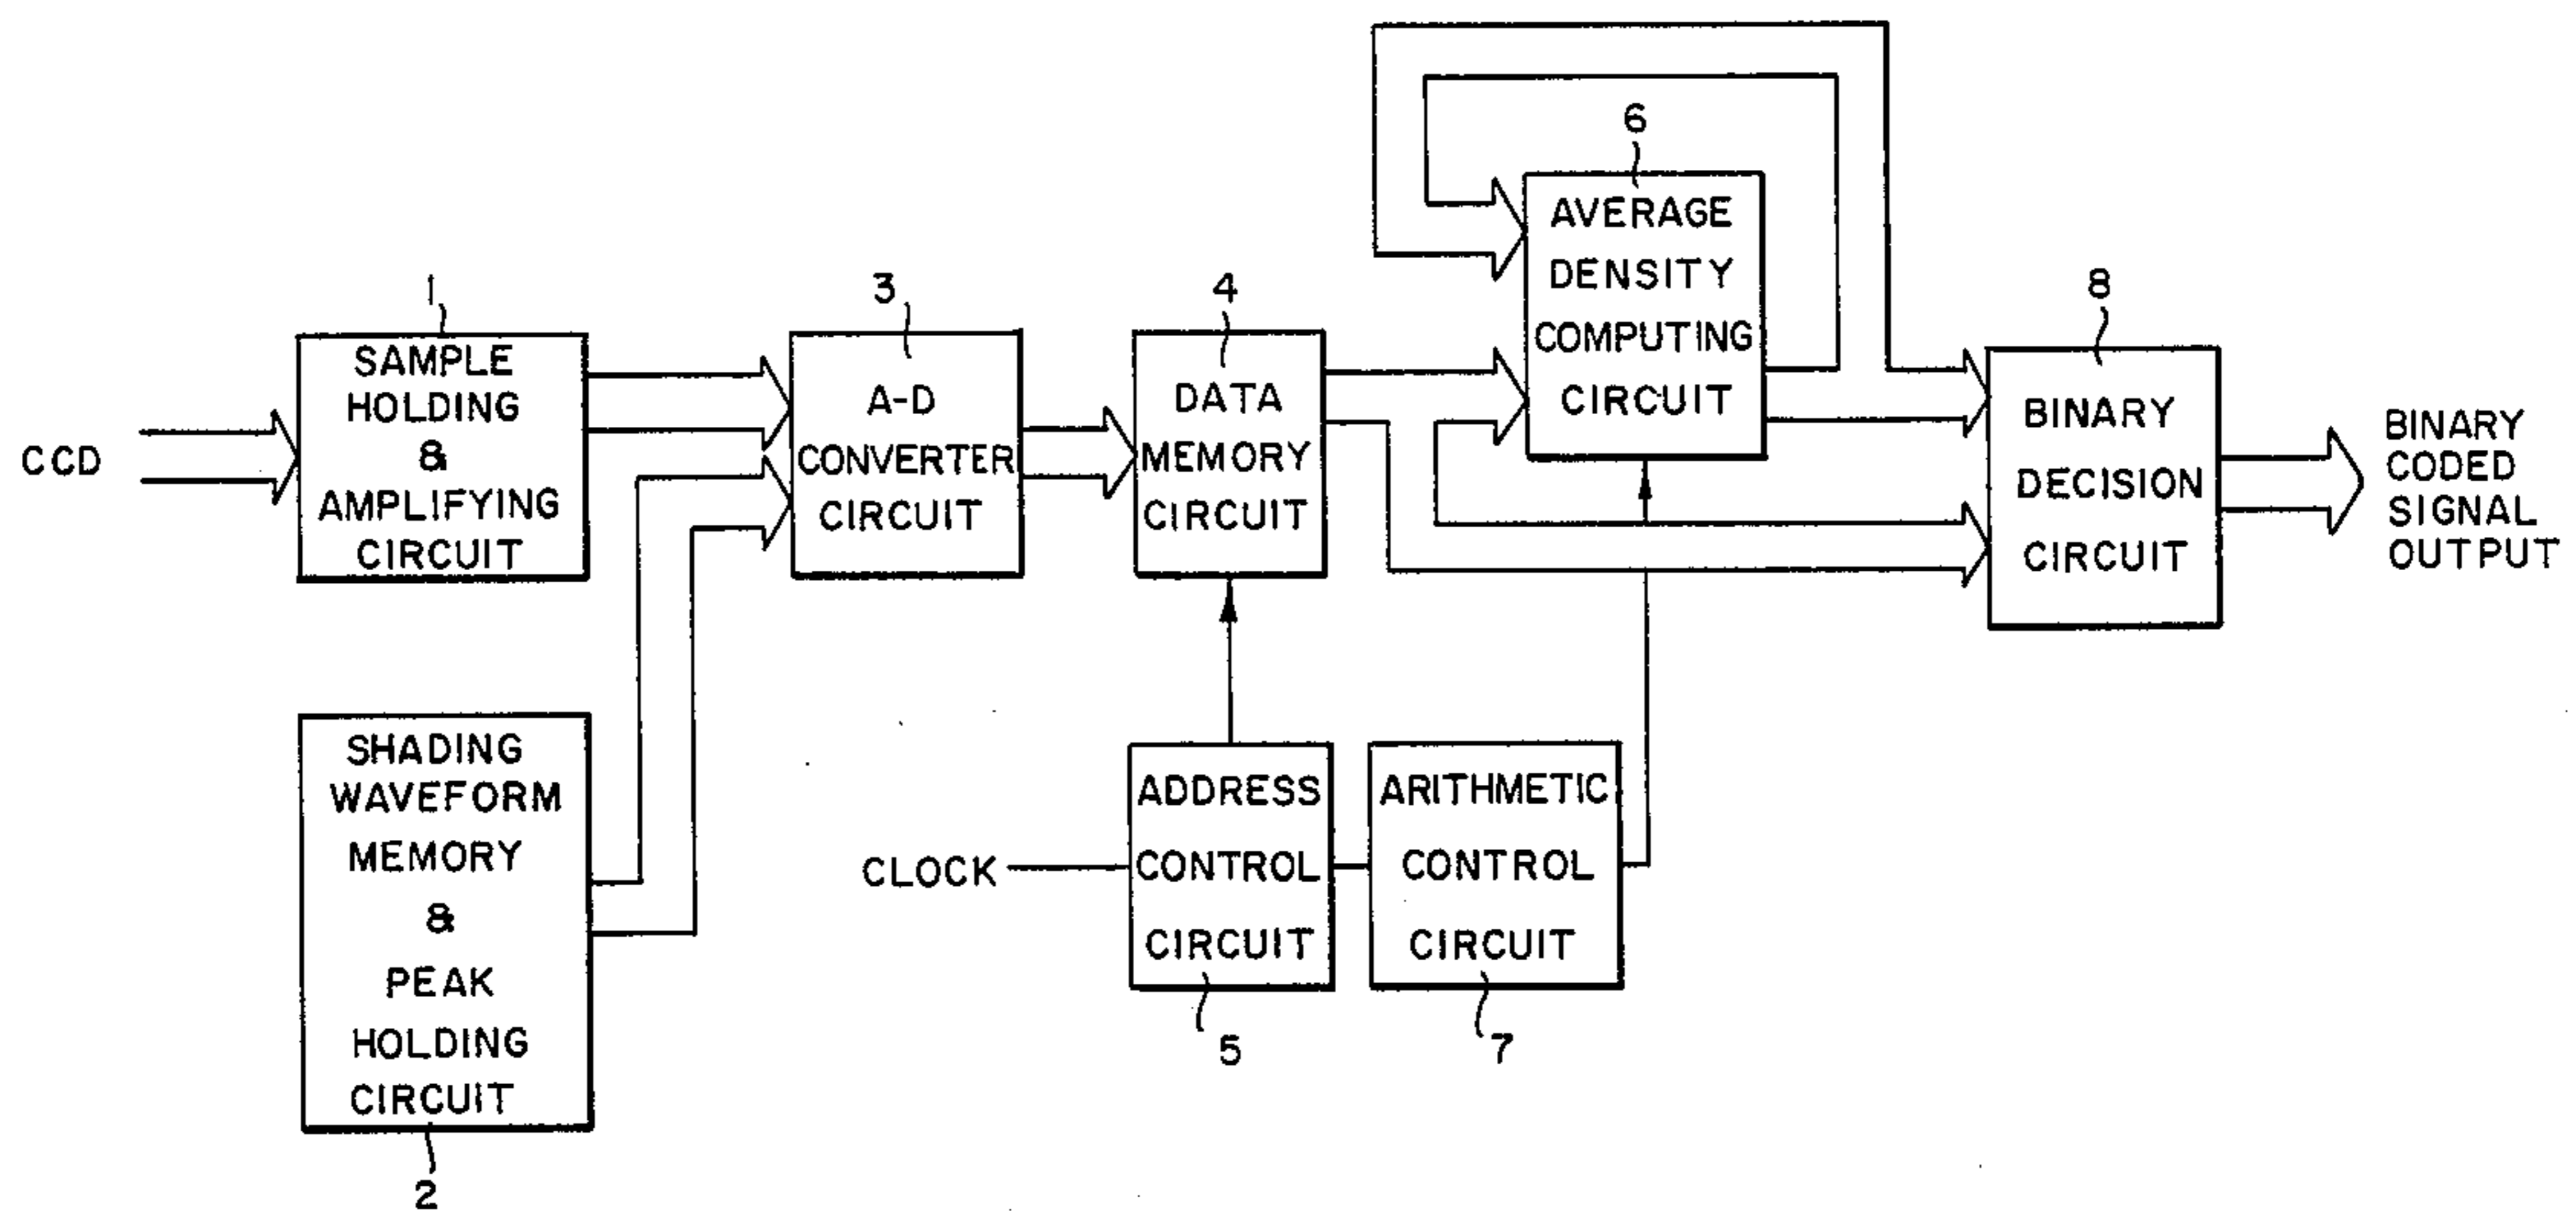 CCD
1
SAMPLE
HOLDING
&
AMPLIFYING
CIRCUIT
2
SHADING
WAVEFORM
MEMORY
&
PEAK
HOLDING
CIRCUIT
3
A-D
CONVERTER
CIRCUIT
4
DATA
MEMORY
CIRCUIT
CLOCK
ADDRESS
CONTROL
CIRCUIT
5
6
AVERAGE
DENSITY
COMPUTING
CIRCUIT
ARITHMETIC
CONTROL
CIRCUIT
7
8
BINARY
DECISION
CIRCUIT
BINARY
CODED
SIGNAL
OUTPUT